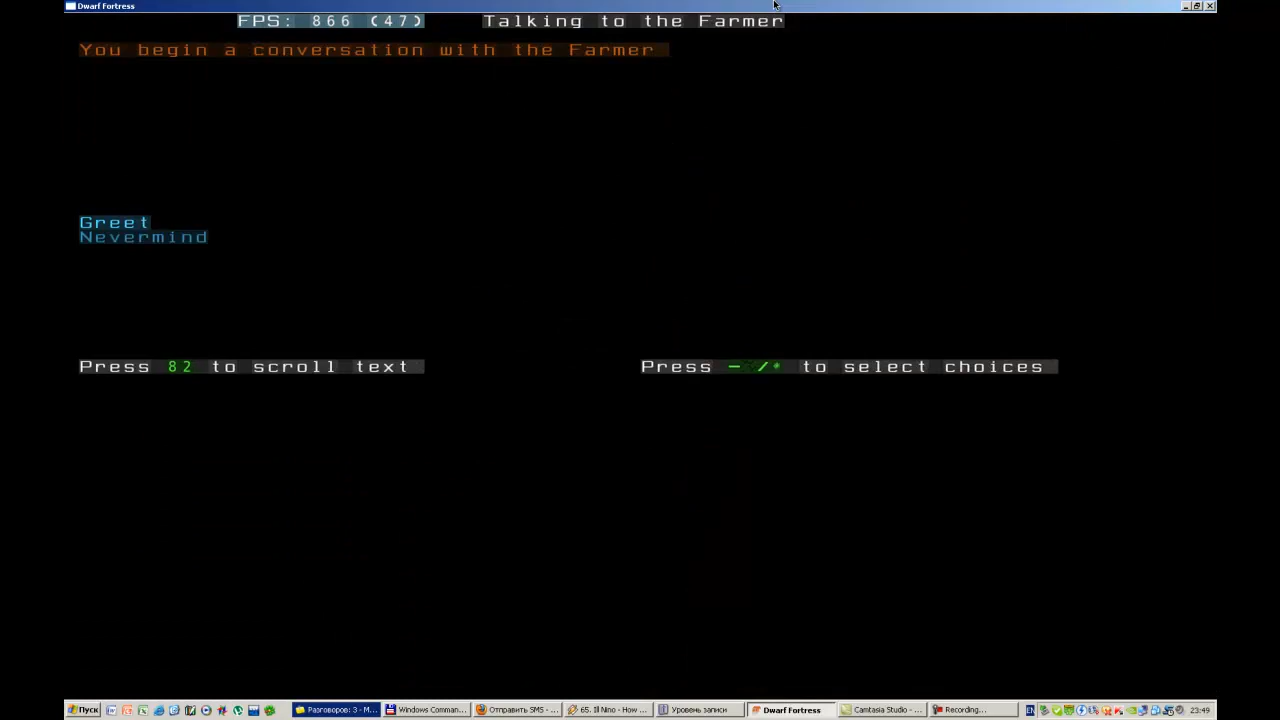 Dwarf Fortress
FPS: 866 (47) Talking to the Farmer
You begin a conversation with the Farmer
Greet
Nevermind
Press 82 to scroll text Press - /* to select choices
Пуск Разговоров: 3 - М... Windows Comman... Отправить SMS - ... 65. Ill Nino - How ... Уровень записи Dwarf Fortress Camtasia Studio - ... Recording... EN 23:49